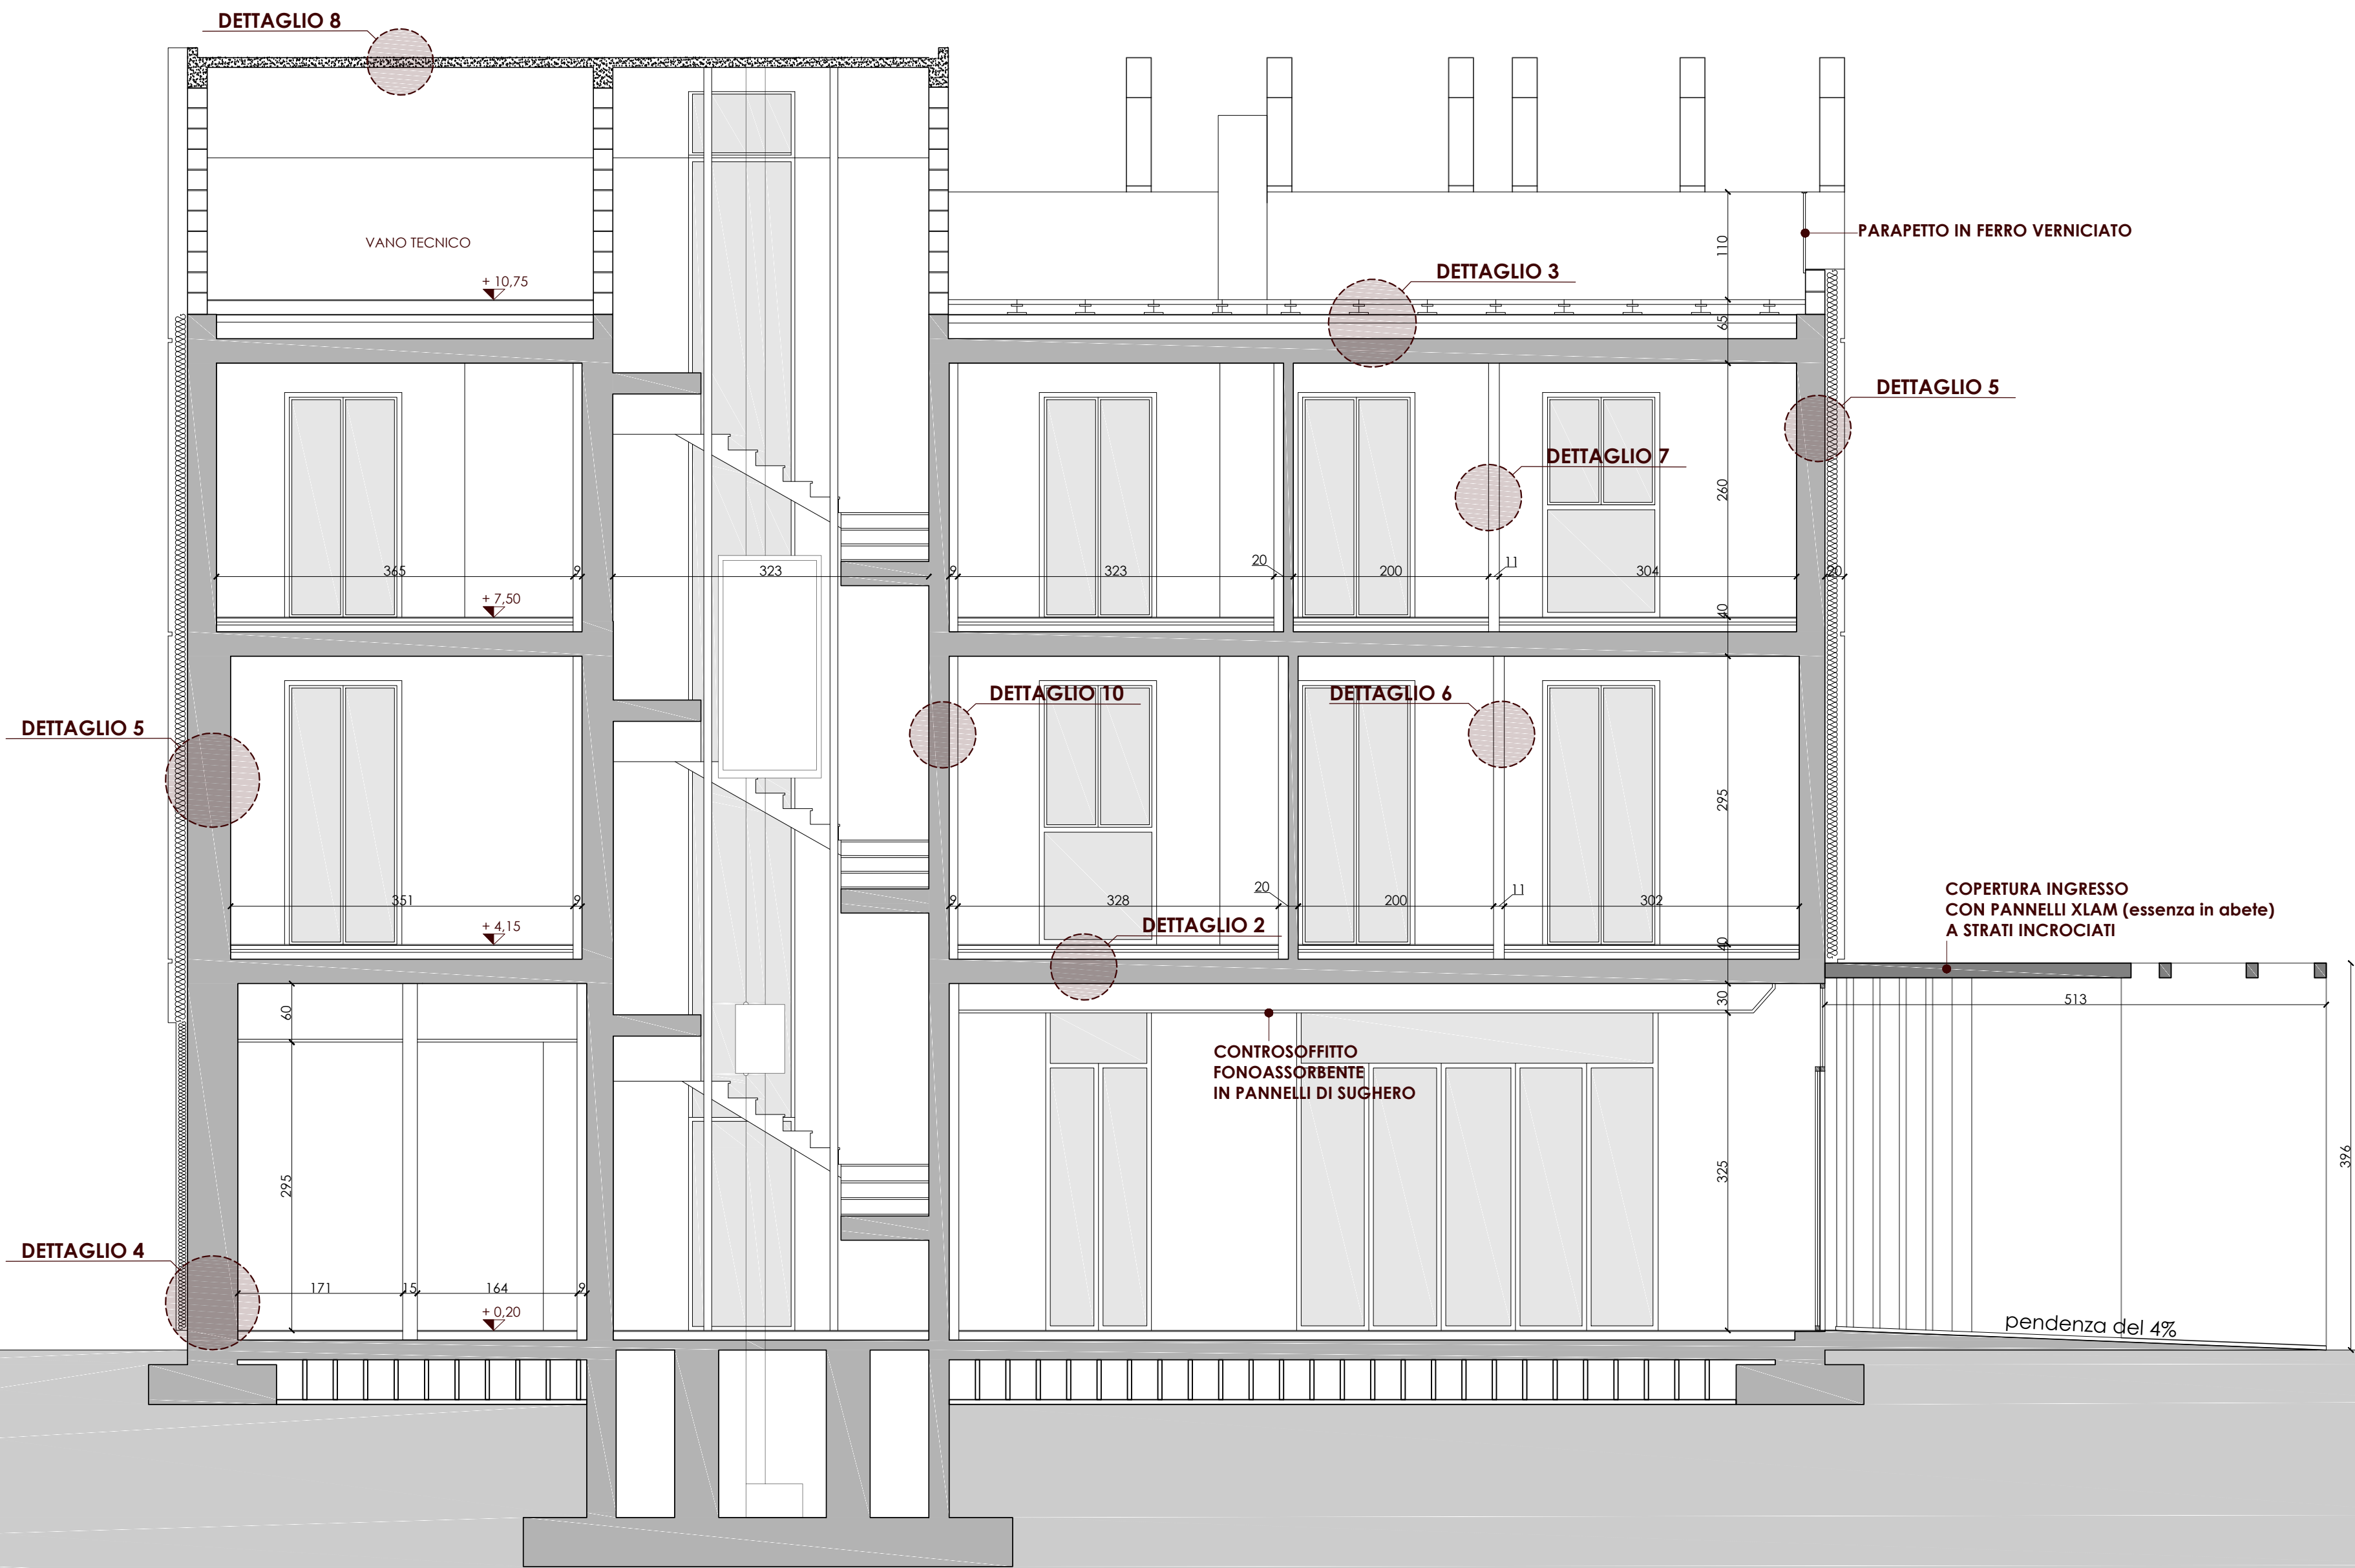 DETTAGLIO 8
VANO TECNICO
+ 10,75
110
PARAPETTO IN FERRO VERNICIATO
DETTAGLIO 3
65
DETTAGLIO 5
DETTAGLIO 7
260
365
9
323
9
323
20
200
11
304
20
+ 7,50
40
DETTAGLIO 5
DETTAGLIO 10
DETTAGLIO 6
295
351
9
9
328
20
200
11
302
+ 4,15
DETTAGLIO 2
40
COPERTURA INGRESSO
CON PANNELLI XLAM (essenza in abete)
A STRATI INCROCIATI
30
513
60
CONTROSOFFITTO
FONOASSORBENTE
IN PANNELLI DI SUGHERO
295
325
396
DETTAGLIO 4
171
15
164
9
+ 0,20
pendenza del 4%